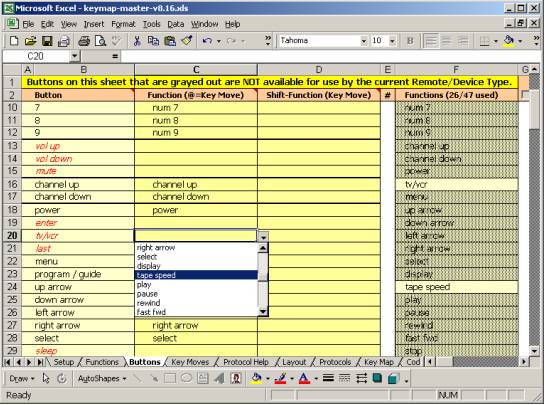 Microsoft Excel - keymap-master-v8.16.xls
File Edit View Insert Format Tools Data Window Help
Tahoma 10 B
C20 =
A B C D E F G
1 Buttons on this sheet that are grayed out are NOT available for use by the current Remote/Device Type.
2 Button Function (@=Key Move) Shift-Function (Key Move) # Functions (26/47 used)
10 7 num 7 num 7
11 8 num 8 num 8
12 9 num 9 num 9
13 vol up channel up
14 vol down channel down
15 mute power
16 channel up channel up tv/vcr
17 channel down channel down menu
18 power power up arrow
19 enter down arrow
20 tv/vcr left arrow
21 last right arrow right arrow
select
22 menu select
display
23 program / guide tape speed display
24 up arrow play tape speed
25 down arrow pause play
26 left arrow rewind pause
fast fwd
27 right arrow right arrow rewind
28 select select fast fwd
29 sleep stop
Setup Functions Buttons Key Moves Protocol Help Layout Protocols Key Map Cod
Draw AutoShapes A
Ready NUM